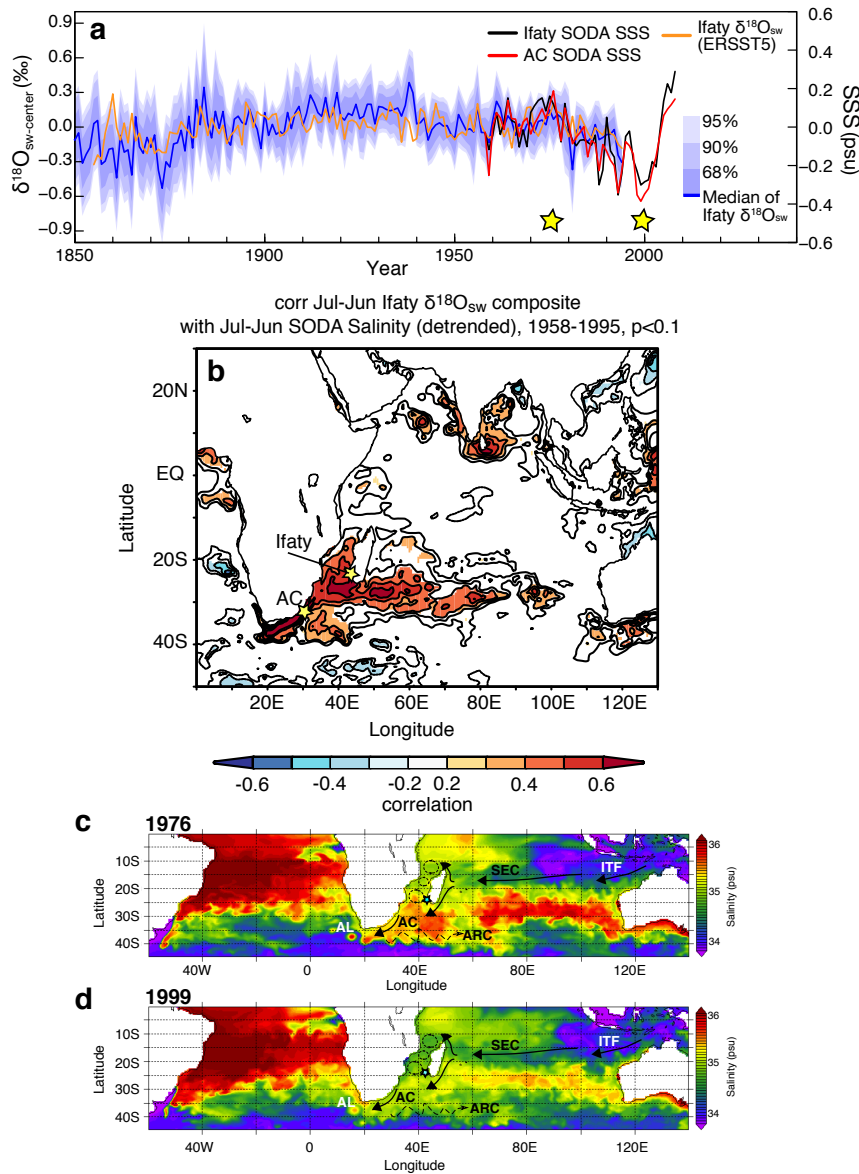 a
Ifaty SODA SSS
AC SODA SSS
Ifaty δ18Osw
(ERSST5)
0.9
0.6
0.3
0.0
-0.3
-0.6
-0.9
δ18Osw-center (‰)
0.6
0.4
0.2
0.0
-0.2
-0.4
-0.6
SSS (psu)
95%
90%
68%
Median of
Ifaty δ18Osw
1850
1900
1950
2000
Year
corr Jul-Jun Ifaty δ18Osw composite
with Jul-Jun SODA Salinity (detrended), 1958-1995, p<0.1
b
20N
EQ
20S
40S
Latitude
Ifaty
AC
20E
40E
60E
80E
100E
120E
Longitude
-0.6
-0.4
-0.2
0.2
0.4
0.6
correlation
c
1976
10S
20S
30S
40S
Latitude
SEC
ITF
AL
AC
ARC
40W
0
40E
80E
120E
Longitude
36
35
34
Salinity (psu)
d
1999
10S
20S
30S
40S
Latitude
SEC
ITF
AL
AC
ARC
40W
0
40E
80E
120E
Longitude
36
35
34
Salinity (psu)